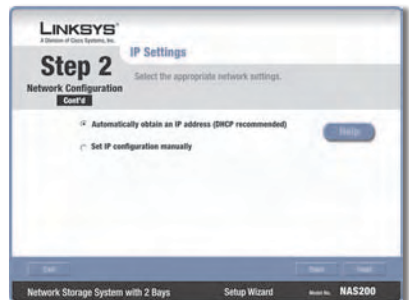 LINKSYS®
A Division of Cisco Systems, Inc.
IP Settings
Step 2
Network Configuration
Cont'd
Select the appropriate network settings.
Automatically obtain an IP address (DHCP recommended)
Set IP configuration manually
Help
Exit
Back
Next
Network Storage System with 2 Bays
Setup Wizard
Model No.
NAS200